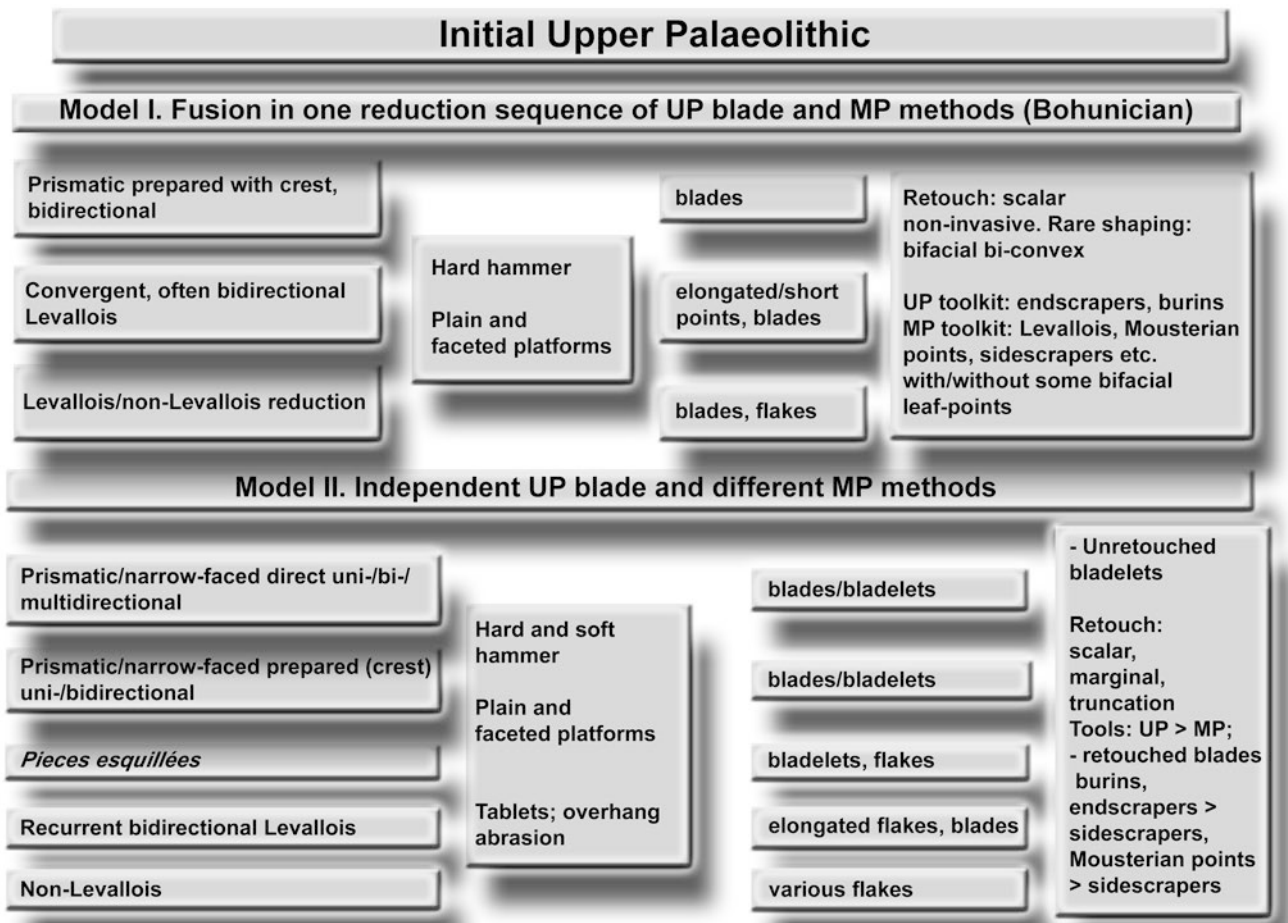 Initial Upper Palaeolithic
Model I. Fusion in one reduction sequence of UP blade and MP methods (Bohunician)
Prismatic prepared with crest,
bidirectional
Convergent, often bidirectional
Levallois
Levallois/non-Levallois reduction
Hard hammer
Plain and
faceted platforms
blades
elongated/short
points, blades
blades, flakes
Retouch: scalar
non-invasive. Rare shaping:
bifacial bi-convex
UP toolkit: endscrapers, burins
MP toolkit: Levallois, Mousterian
points, sidescrapers etc.
with/without some bifacial
leaf-points
Model II. Independent UP blade and different MP methods
Prismatic/narrow-faced direct uni-/bi-/
multidirectional
Prismatic/narrow-faced prepared (crest)
uni-/bidirectional
Pieces esquillées
Recurrent bidirectional Levallois
Non-Levallois
Hard and soft
hammer
Plain and
faceted platforms
Tablets; overhang
abrasion
blades/bladelets
blades/bladelets
bladelets, flakes
elongated flakes, blades
various flakes
- Unretouched
bladelets
Retouch:
scalar,
marginal,
truncation
Tools: UP > MP;
- retouched blades
burins,
endscrapers >
sidescrapers,
Mousterian points
> sidescrapers